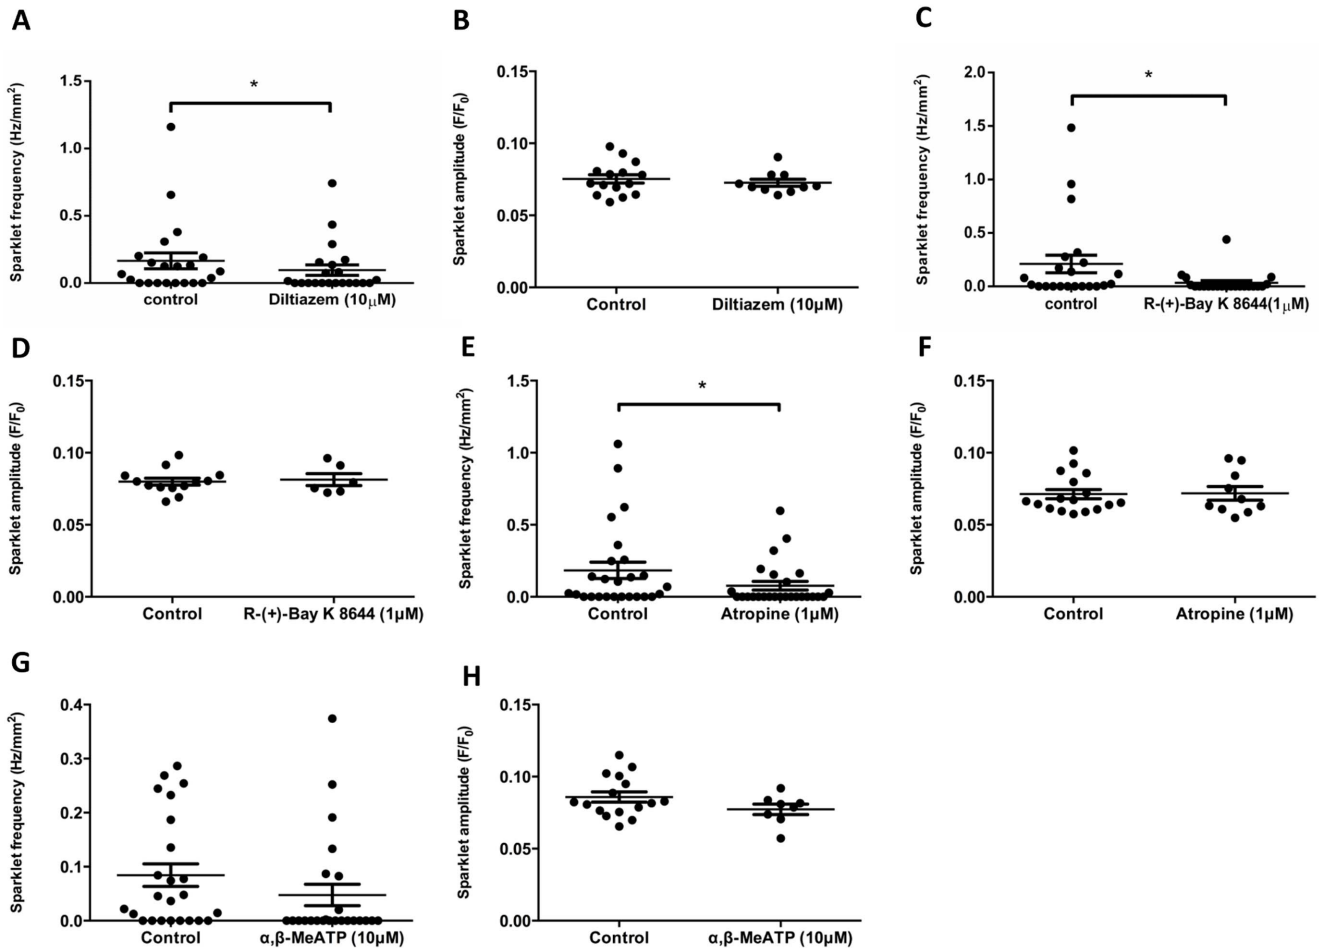 A
Sparklet frequency (Hz/mm²)
1.5
1.0
0.5
0.0
*
control
Diltiazem (10μM)
B
Sparklet amplitude (F/F₀)
0.15
0.10
0.05
0.00
Control
Diltiazem (10µM)
C
Sparklet frequency (Hz/mm²)
2.0
1.5
1.0
0.5
0.0
*
control
R-(+)-Bay K 8644(1μM)
D
Sparklet amplitude (F/F₀)
0.15
0.10
0.05
0.00
Control
R-(+)-Bay K 8644 (1µM)
E
Sparklet frequency (Hz/mm²)
1.5
1.0
0.5
0.0
*
Control
Atropine (1µM)
F
Sparklet amplitude (F/F₀)
0.15
0.10
0.05
0.00
Control
Atropine (1µM)
G
Sparklet frequency (Hz/mm²)
0.4
0.3
0.2
0.1
0.0
Control
α,β-MeATP (10µM)
H
Sparklet amplitude (F/F₀)
0.15
0.10
0.05
0.00
Control
α,β-MeATP (10µM)